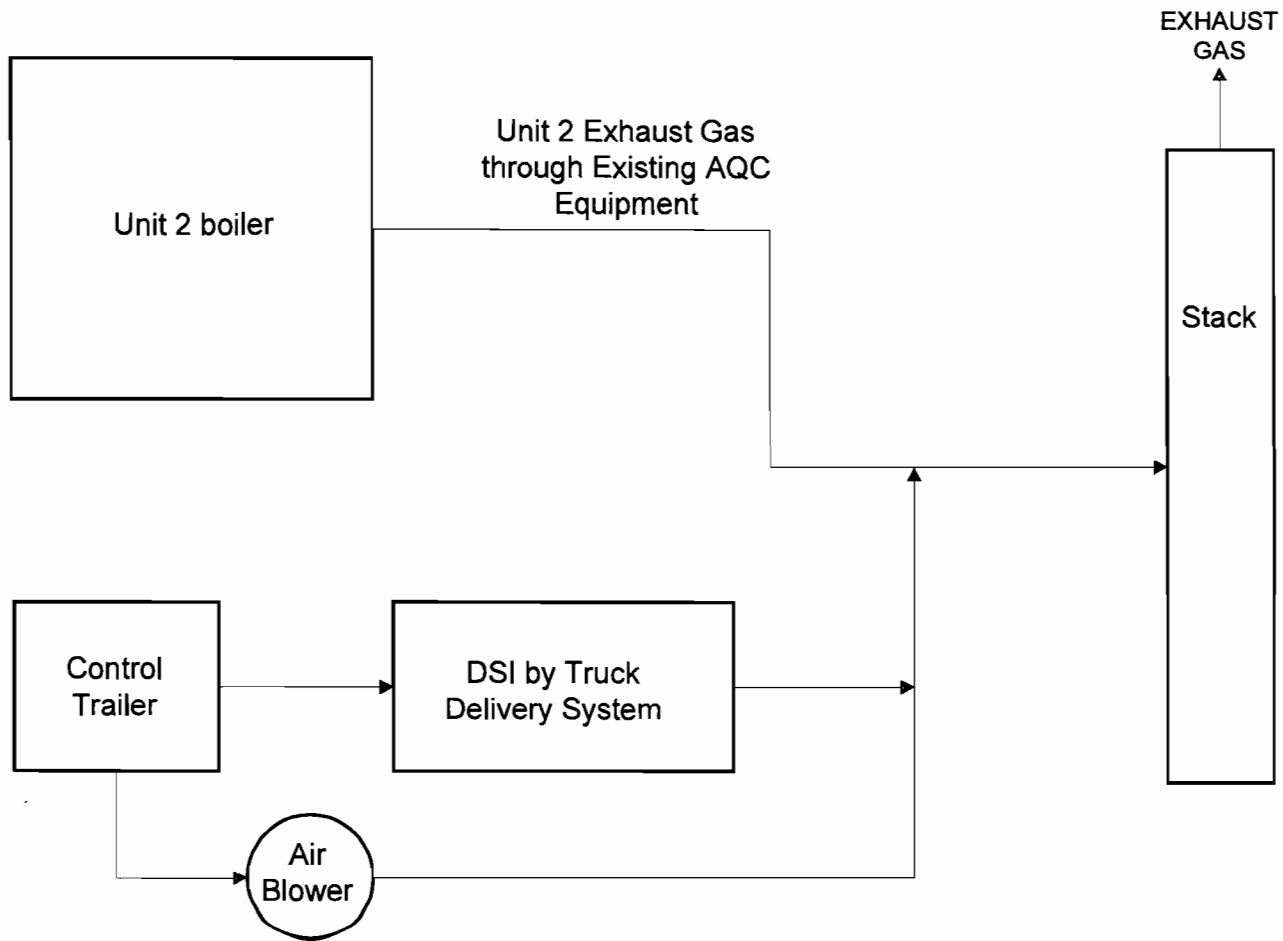 EXHAUST
GAS
Unit 2 Exhaust Gas
through Existing AQC
Equipment
Unit 2 boiler
Stack
Control
Trailer
DSI by Truck
Delivery System
Air
Blower